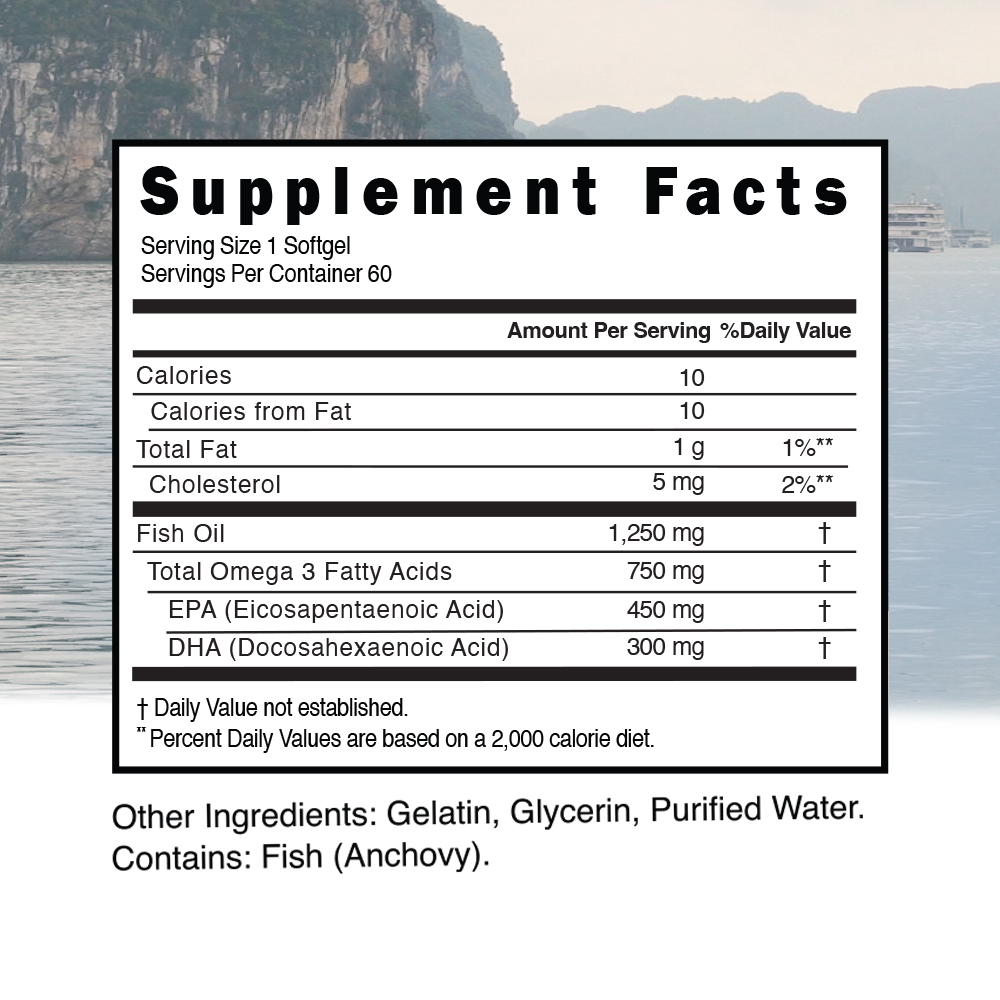 Supplement Facts
Serving Size 1 Softgel
Servings Per Container 60
Amount Per Serving %Daily Value
Calories 10
Calories from Fat 10
Total Fat 1 g 1%**
Cholesterol 5 mg 2%**
Fish Oil 1,250 mg †
Total Omega 3 Fatty Acids 750 mg †
EPA (Eicosapentaenoic Acid) 450 mg †
DHA (Docosahexaenoic Acid) 300 mg †
† Daily Value not established.
** Percent Daily Values are based on a 2,000 calorie diet.
Other Ingredients: Gelatin, Glycerin, Purified Water.
Contains: Fish (Anchovy).